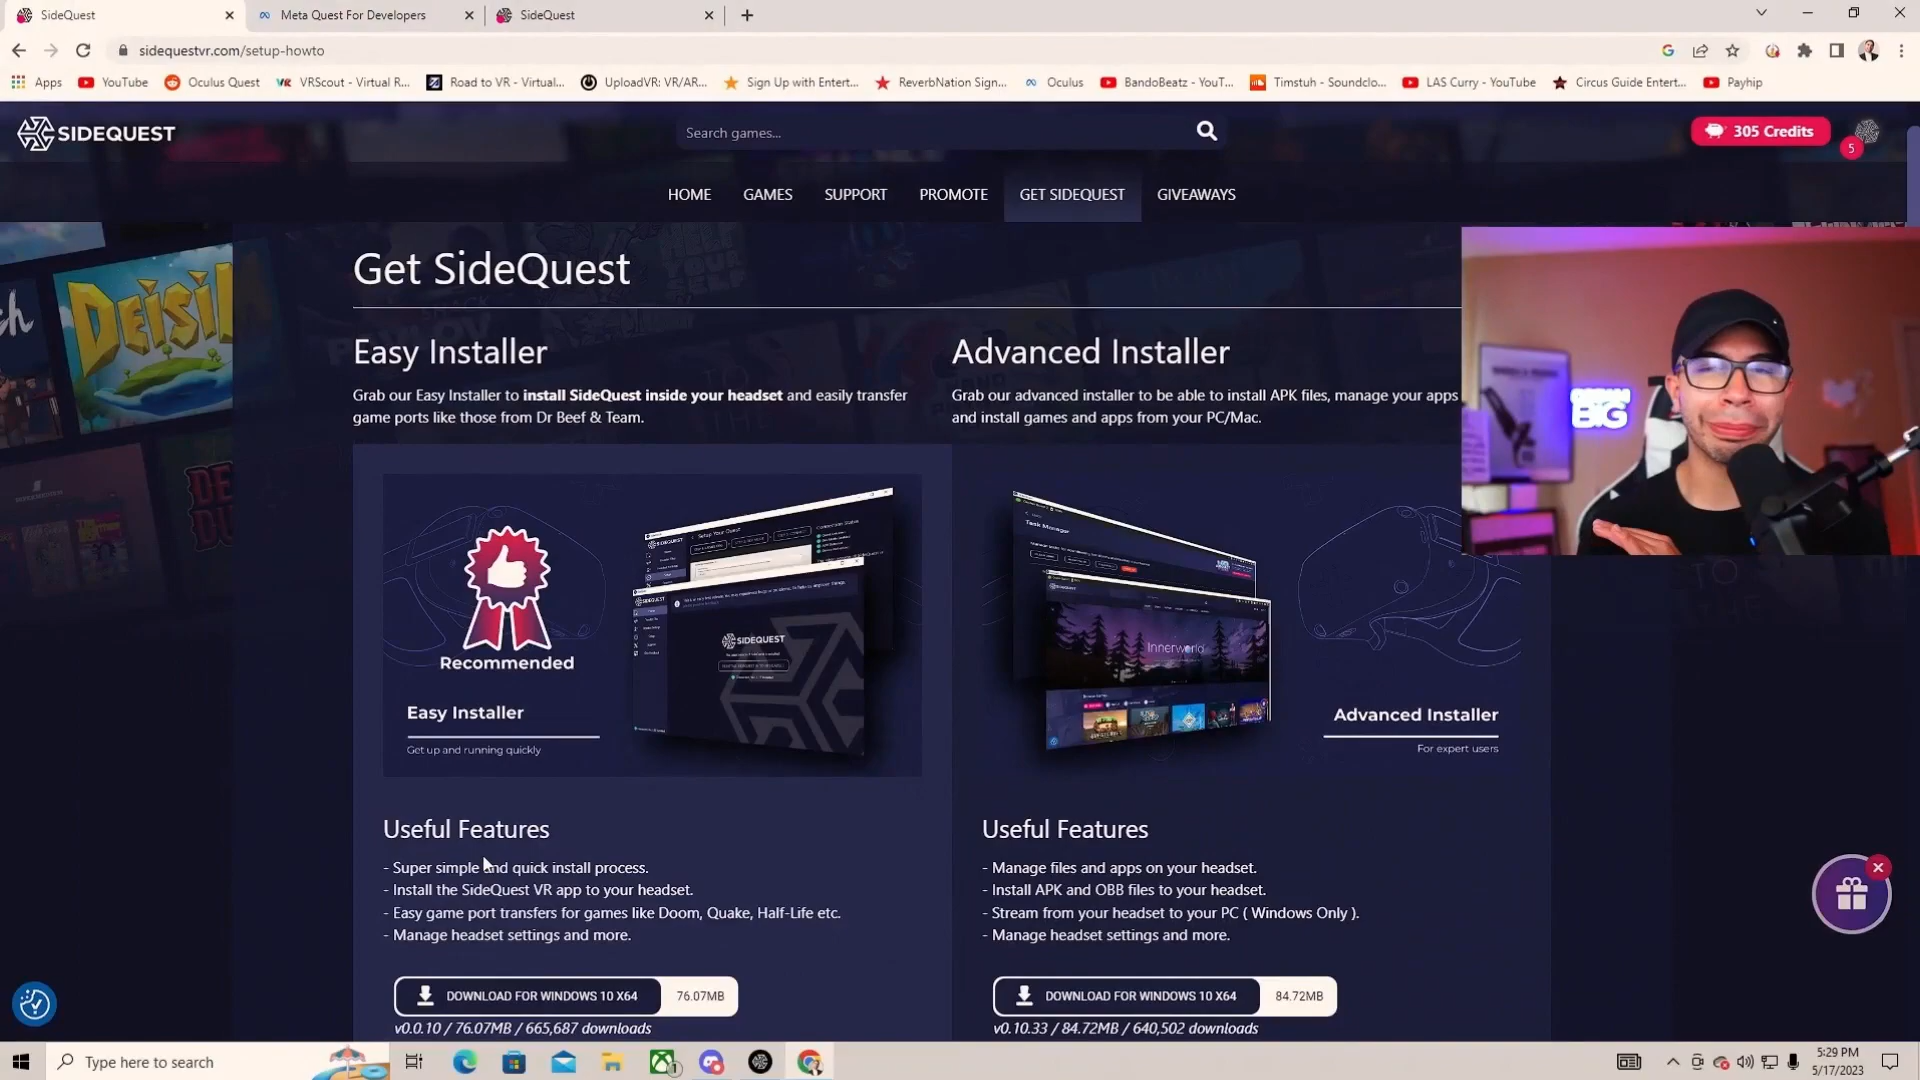 SideQuest
Meta Quest For Developers
SideQuest
sidequestvr.com/setup-howto
Apps
YouTube
Oculus Quest
VRScout - Virtual R...
Road to VR - Virtual...
UploadVR: VR/AR...
Sign Up with Entert...
ReverbNation Sign...
Oculus
BandoBeatz - YouT...
Timstuh - Soundclo...
LAS Curry - YouTube
Circus Guide Entert...
Payhip
SIDEQUEST
Search games...
305 Credits
5
HOME
GAMES
SUPPORT
PROMOTE
GET SIDEQUEST
GIVEAWAYS
Get SideQuest
Easy Installer
Grab our Easy Installer to install SideQuest inside your headset and easily transfer
game ports like those from Dr Beef & Team.
Advanced Installer
Grab our advanced installer to be able to install APK files, manage your apps
and install games and apps from your PC/Mac.
BIG
Recommended
Easy Installer
Get up and running quickly
SIDEQUEST
Task Manager
Innerworld
Advanced Installer
For expert users
Useful Features
- Super simple and quick install process.
- Install the SideQuest VR app to your headset.
- Easy game port transfers for games like Doom, Quake, Half-Life etc.
- Manage headset settings and more.
DOWNLOAD FOR WINDOWS 10 X64
76.07MB
v0.0.10 / 76.07MB / 665,687 downloads
Useful Features
- Manage files and apps on your headset.
- Install APK and OBB files to your headset.
- Stream from your headset to your PC ( Windows Only ).
- Manage headset settings and more.
DOWNLOAD FOR WINDOWS 10 X64
84.72MB
v0.10.33 / 84.72MB / 640,502 downloads
Type here to search
1
5:29 PM
5/17/2023